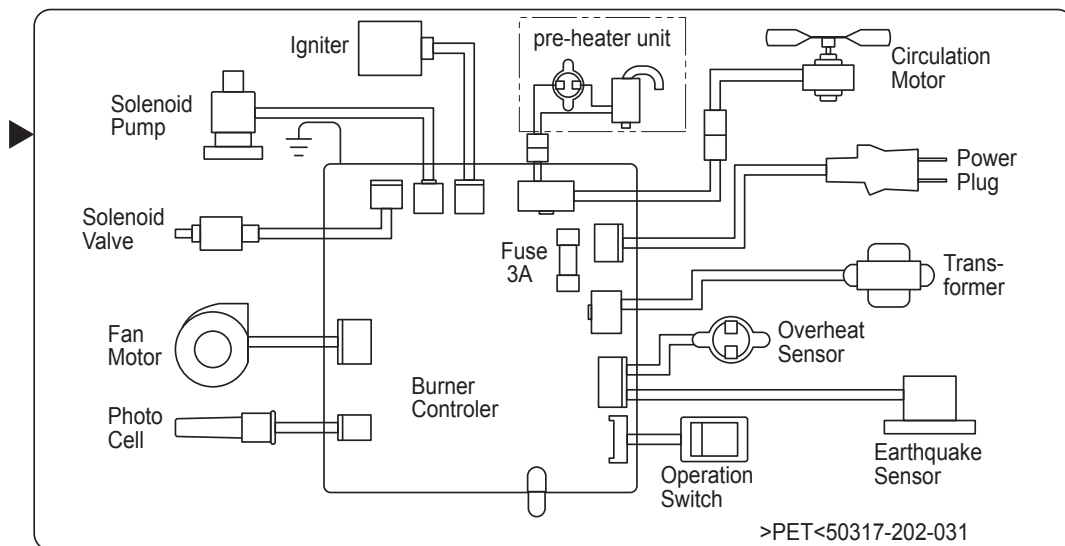 Igniter
pre-heater unit
Circulation
Motor
Solenoid
Pump
Power
Plug
Solenoid
Valve
Fuse
3A
Trans-
former
Fan
Motor
Overheat
Sensor
Burner
Controler
Photo
Cell
Operation
Switch
Earthquake
Sensor
>PET<50317-202-031